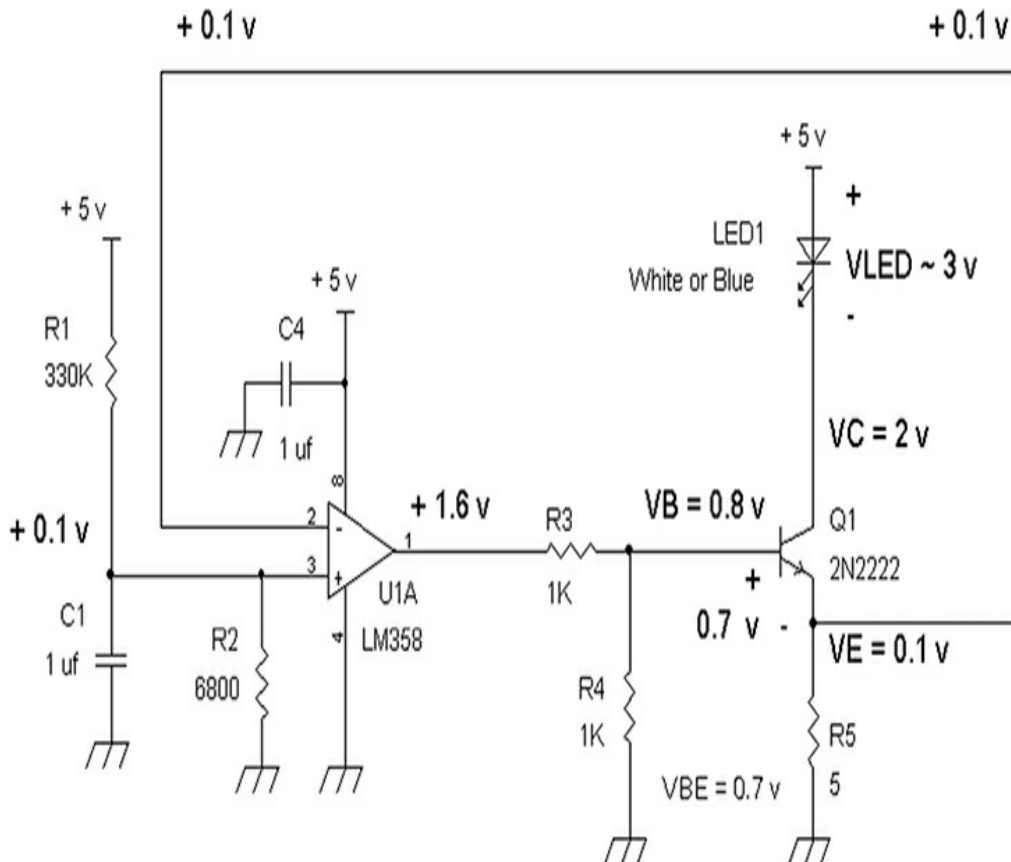 + 0.1 v
+ 0.1 v
+ 5 v
+ 5 v
LED1
White or Blue
+
VLED ~ 3 v
-
+ 5 v
R1
330K
C4
1 uf
VC = 2 v
8
+ 0.1 v
2
-
3
+
1
+ 1.6 v
R3
1K
VB = 0.8 v
Q1
2N2222
U1A
LM358
4
+
0.7 v -
VE = 0.1 v
C1
1 uf
R2
6800
R4
1K
R5
5
VBE = 0.7 v